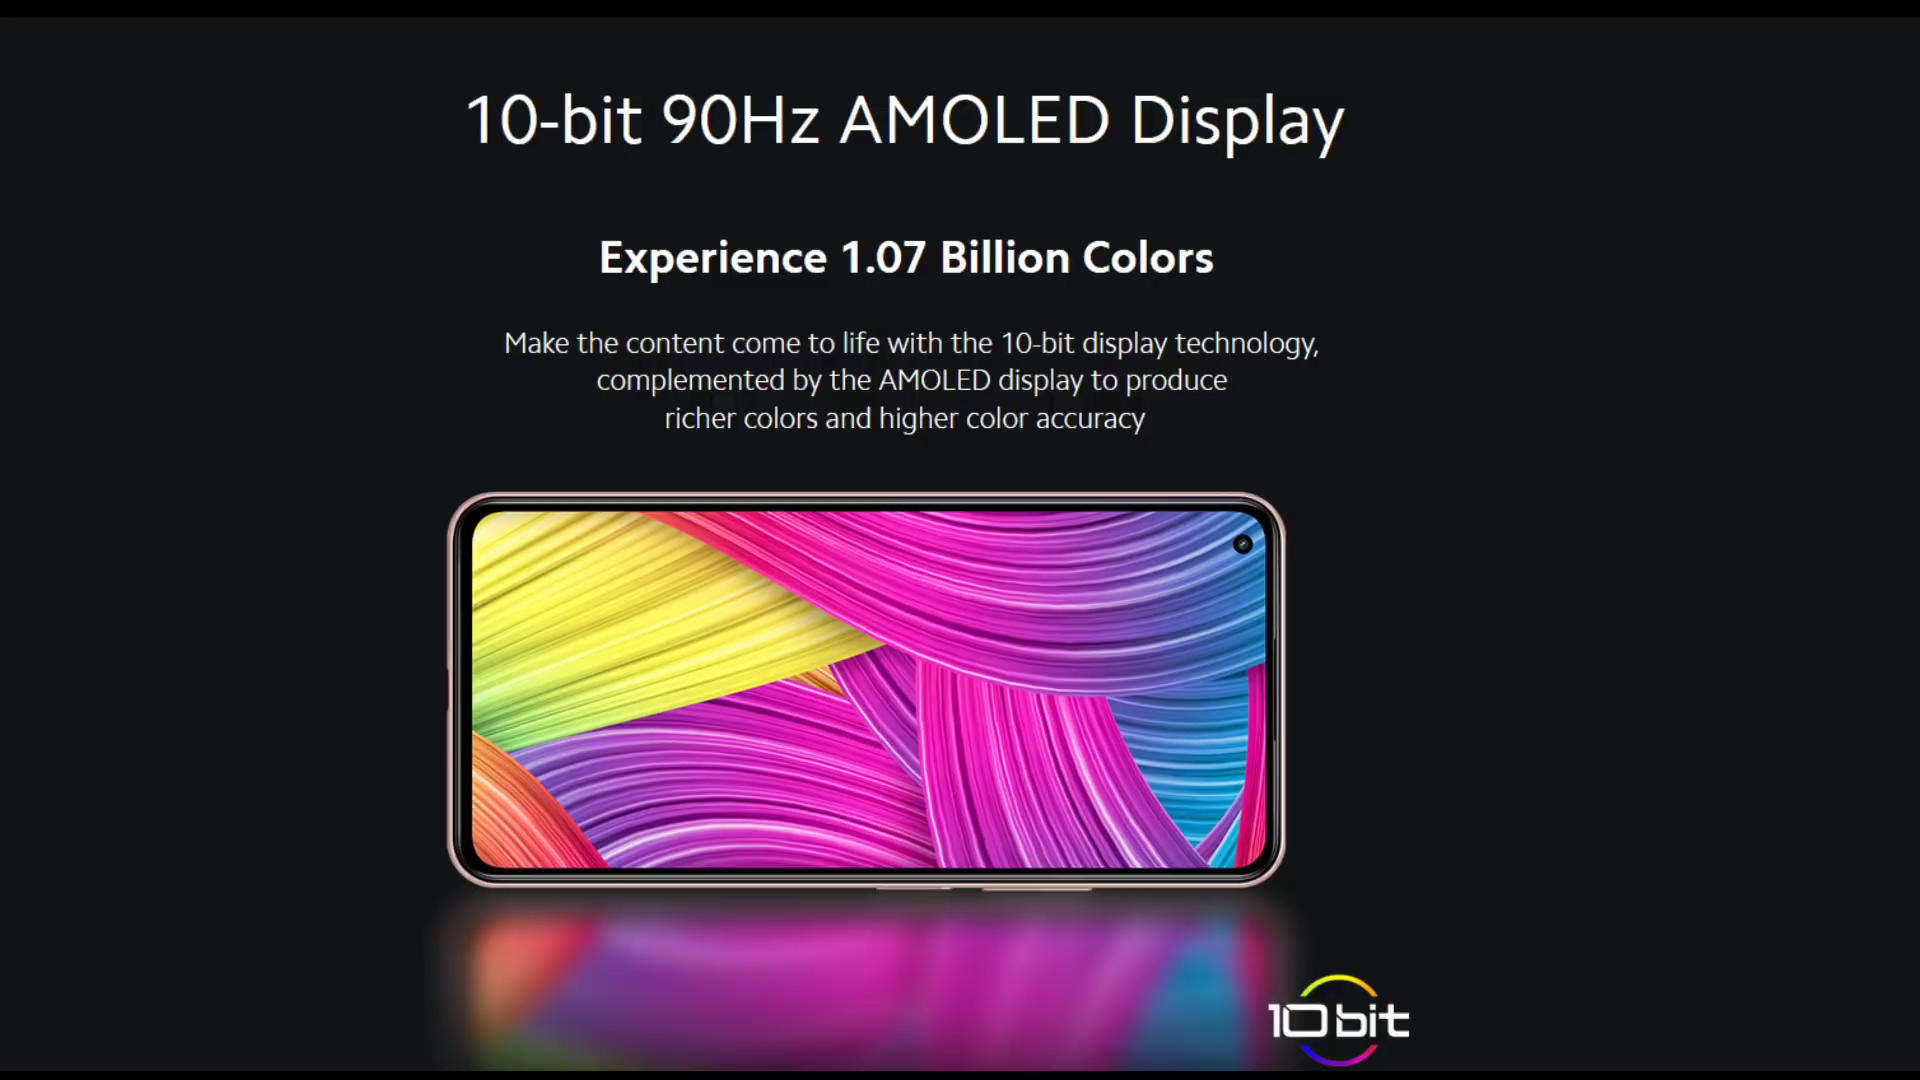 10-bit 90Hz AMOLED Display
Experience 1.07 Billion Colors
Make the content come to life with the 10-bit display technology,
complemented by the AMOLED display to produce
richer colors and higher color accuracy
10bit